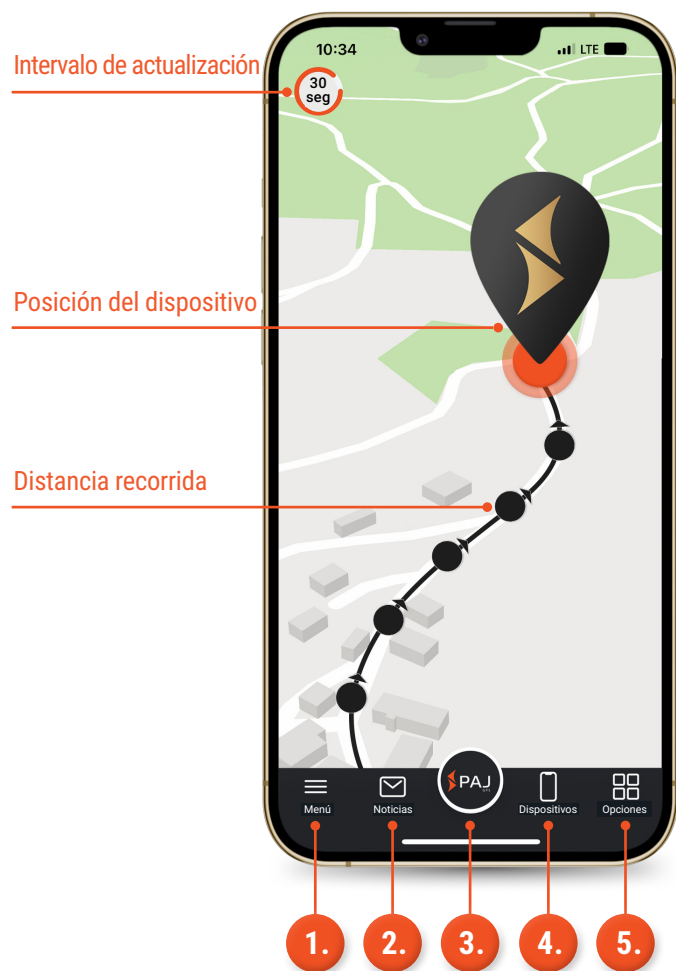 10:34
LTE
Intervalo de actualización
30
seg
Posición del dispositivo
Distancia recorrida
PAJ
Menú
Noticias
Dispositivos
Opciones
1.
2.
3.
4.
5.